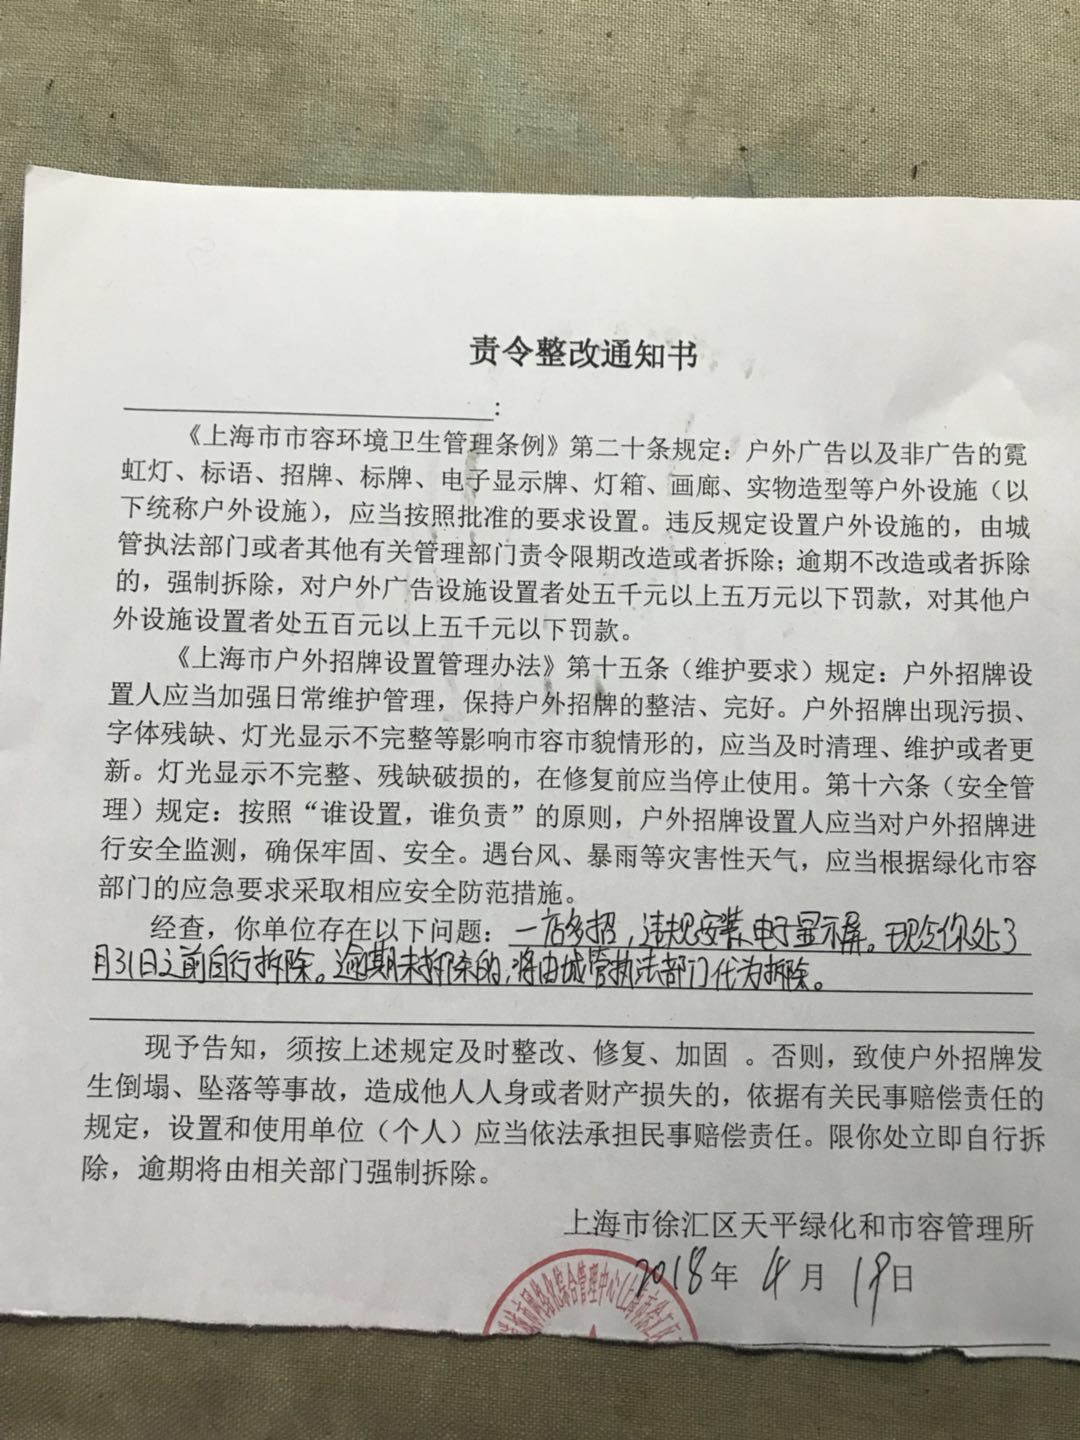 责令整改通知书
：
《上海市市容环境卫生管理条例》第二十条规定：户外广告以及非广告的霓
虹灯、标语、招牌、标牌、电子显示牌、灯箱、画廊、实物造型等户外设施（以
下统称户外设施），应当按照批准的要求设置。违反规定设置户外设施的，由城
管执法部门或者其他有关管理部门责令限期改造或者拆除；逾期不改造或者拆除
的，强制拆除，对户外广告设施设置者处五千元以上五万元以下罚款，对其他户
外设施设置者处五百元以上五千元以下罚款。
《上海市户外招牌设置管理办法》第十五条（维护要求）规定：户外招牌设
置人应当加强日常维护管理，保持户外招牌的整洁、完好。户外招牌出现污损、
字体残缺、灯光显示不完整等影响市容市貌情形的，应当及时清理、维护或者更
新。灯光显示不完整、残缺破损的，在修复前应当停止使用。第十六条（安全管
理）规定：按照“谁设置，谁负责”的原则，户外招牌设置人应当对户外招牌进
行安全监测，确保牢固、安全。遇台风、暴雨等灾害性天气，应当根据绿化市容
部门的应急要求采取相应安全防范措施。
经查，你单位存在以下问题：一店多招，违规安装电子显示屏。现令你处3
月31日之前自行拆除。逾期未拆除的，将由城管执法部门代为拆除。
现予告知，须按上述规定及时整改、修复、加固 。否则，致使户外招牌发
生倒塌、坠落等事故，造成他人人身或者财产损失的，依据有关民事赔偿责任的
规定，设置和使用单位（个人）应当依法承担民事赔偿责任。限你处立即自行拆
除，逾期将由相关部门强制拆除。
上海市徐汇区天平绿化和市容管理所
2018年 4月 19日
城市网络化综合管理中心（上海市徐汇区